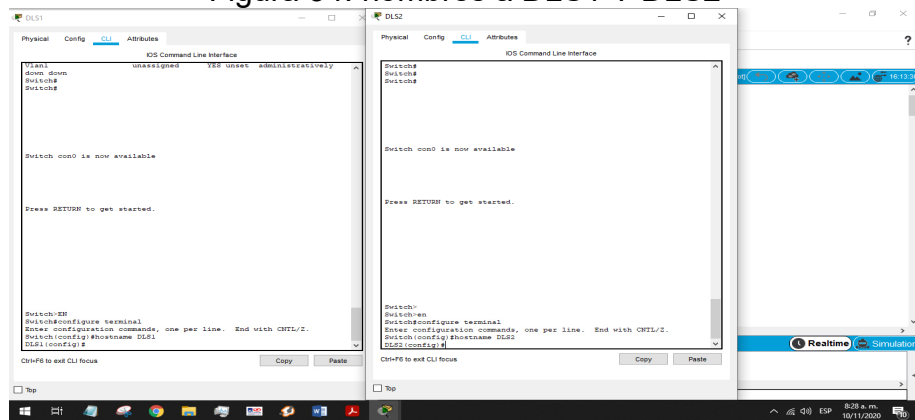 DLS1
Physical Config CLI Attributes
IOS Command Line Interface
Vlan1 unassigned YES unset administratively
down down
Switch#
Switch#
Switch con0 is now available
Press RETURN to get started.
Switch>EN
Switch#configure terminal
Enter configuration commands, one per line. End with CNTL/Z.
Switch(config)#hostname DLS1
DLS1(config)#
Ctrl+F6 to exit CLI focus
Copy Paste
Top
DLS2
Physical Config CLI Attributes
IOS Command Line Interface
Switch#
Switch#
Switch#
Switch con0 is now available
Press RETURN to get started.
Switch>
Switch>en
Switch#configure terminal
Enter configuration commands, one per line. End with CNTL/Z.
Switch(config)#hostname DLS2
DLS2(config)#
Ctrl+F6 to exit CLI focus
Copy Paste
Top
?
16:13:3
Realtime Simulation
ESP
8:28 a. m.
10/11/2020